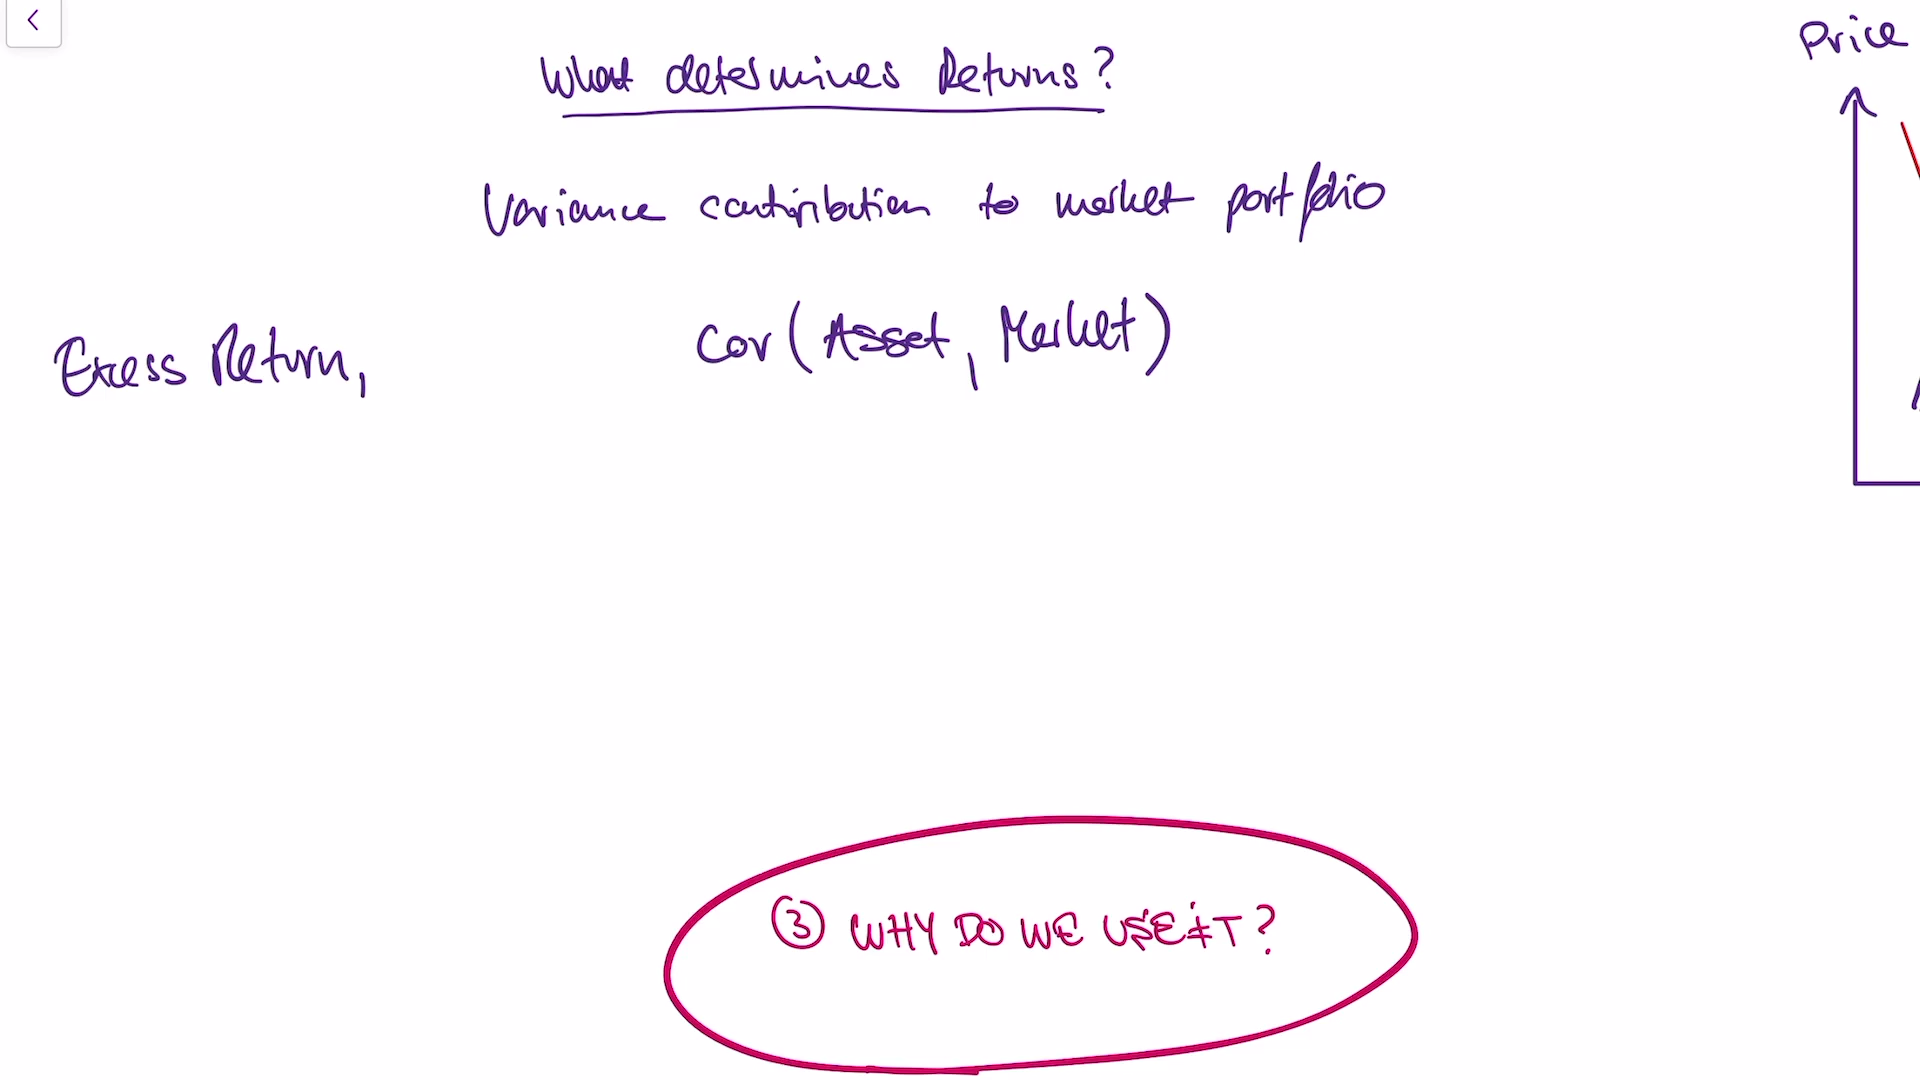 What determines Returns?
Price
Variance contribution to market portfolio
Cov (Asset, Market)
Excess Return,
③ WHY DO WE USE IT?